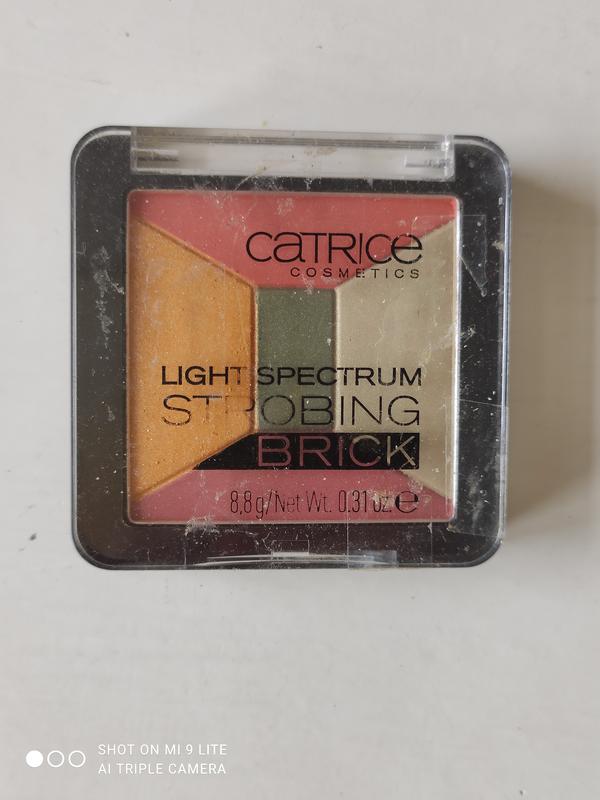 CATRICE
COSMETICS
LIGHT SPECTRUM
STROBING
BRICK
8,8g/Net Wt. 0.31 oz. ℮
SHOT ON MI 9 LITE
AI TRIPLE CAMERA